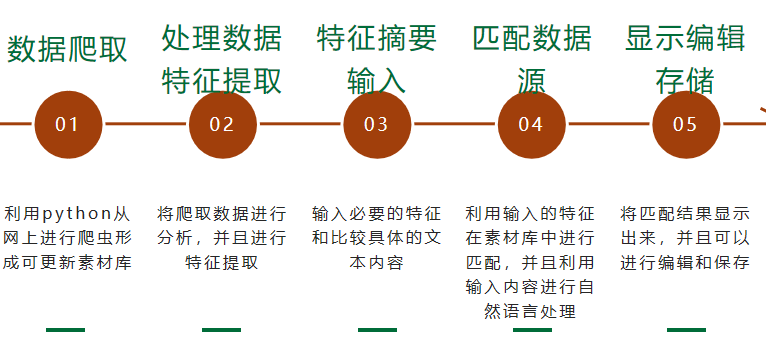 数据爬取
处理数据
特征提取
特征摘要
输入
匹配数据
源
显示编辑
存储
01
02
03
04
05
利用python从
网上进行爬虫形
成可更新素材库
将爬取数据进行
分析，并且进行
特征提取
输入必要的特征
和比较具体的文
本内容
利用输入的特征
在素材库中进行
匹配，并且利用
输入内容进行自
然语言处理
将匹配结果显示
出来，并且可以
进行编辑和保存